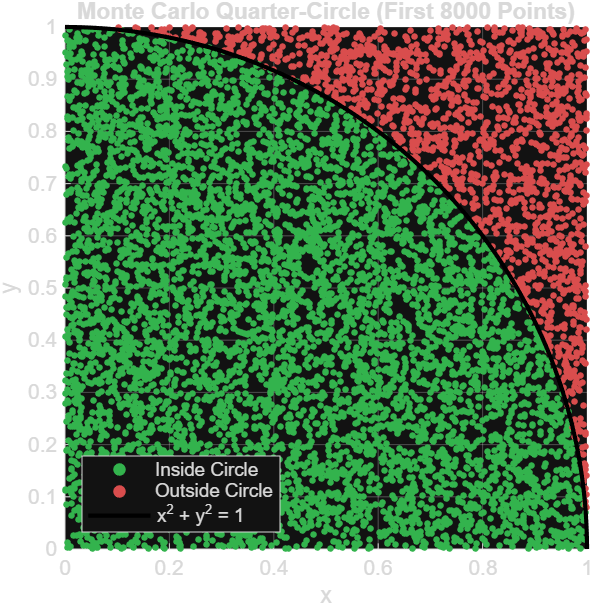 Monte Carlo Quarter-Circle (First 8000 Points)
1
0.9
0.8
0.7
0.6
0.5
0.4
0.3
0.2
0.1
0
y
Inside Circle
Outside Circle
x² + y² = 1
0 0.2 0.4 0.6 0.8 1
x